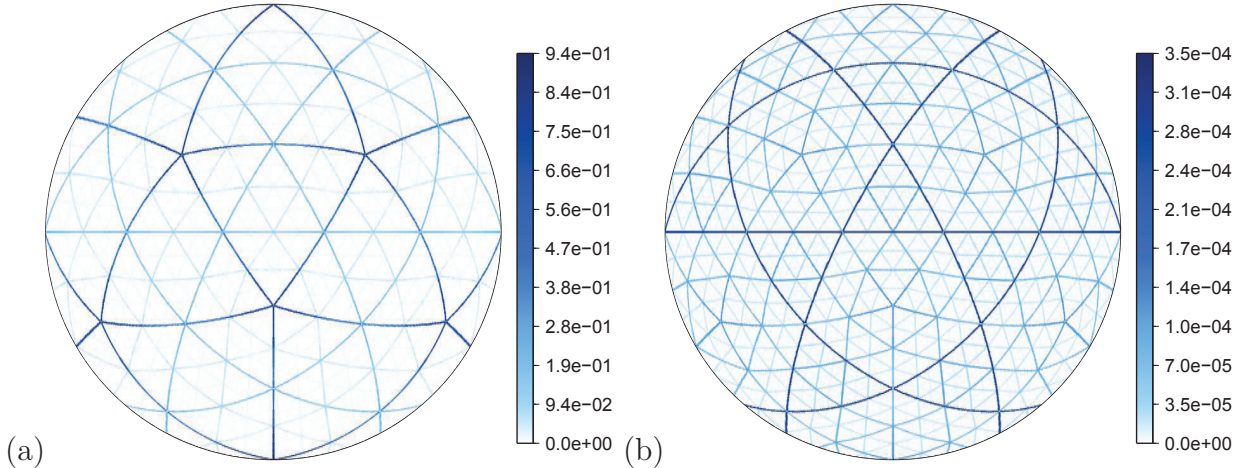 9.4e−01
8.4e−01
7.5e−01
6.6e−01
5.6e−01
4.7e−01
3.8e−01
2.8e−01
1.9e−01
9.4e−02
0.0e+00
(a)
3.5e−04
3.1e−04
2.8e−04
2.4e−04
2.1e−04
1.7e−04
1.4e−04
1.0e−04
7.0e−05
3.5e−05
0.0e+00
(b)